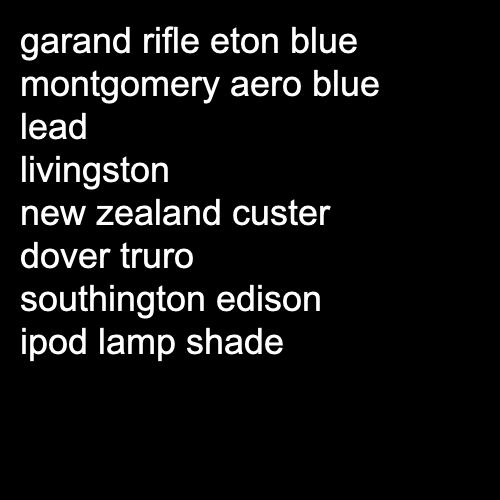 garand rifle eton blue
montgomery aero blue
lead
livingston
new zealand custer
dover truro
southington edison
ipod lamp shade